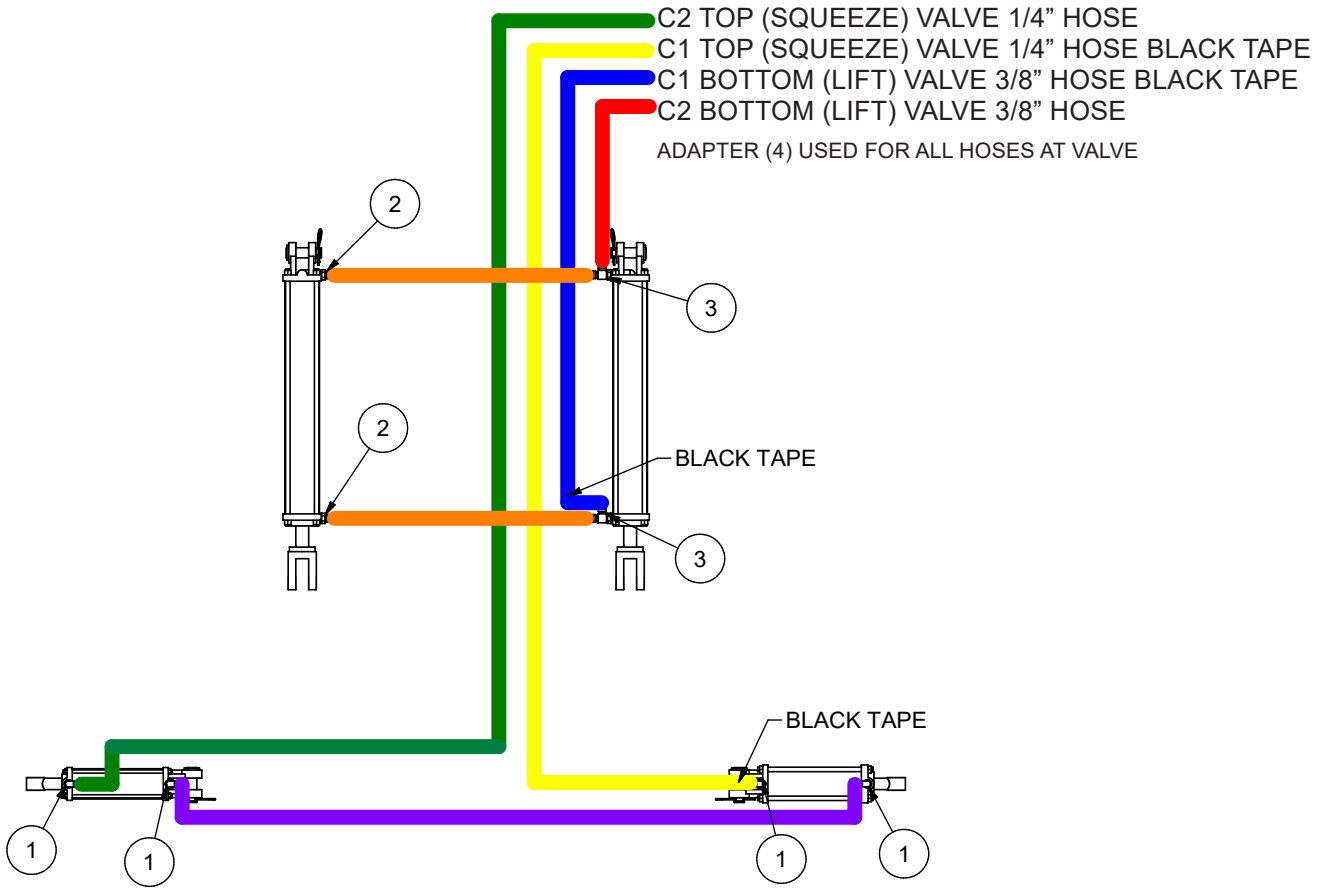 C2 TOP (SQUEEZE) VALVE 1/4” HOSE
C1 TOP (SQUEEZE) VALVE 1/4” HOSE BLACK TAPE
C1 BOTTOM (LIFT) VALVE 3/8” HOSE BLACK TAPE
C2 BOTTOM (LIFT) VALVE 3/8” HOSE
ADAPTER (4) USED FOR ALL HOSES AT VALVE
2
3
2
BLACK TAPE
3
BLACK TAPE
1
1
1
1